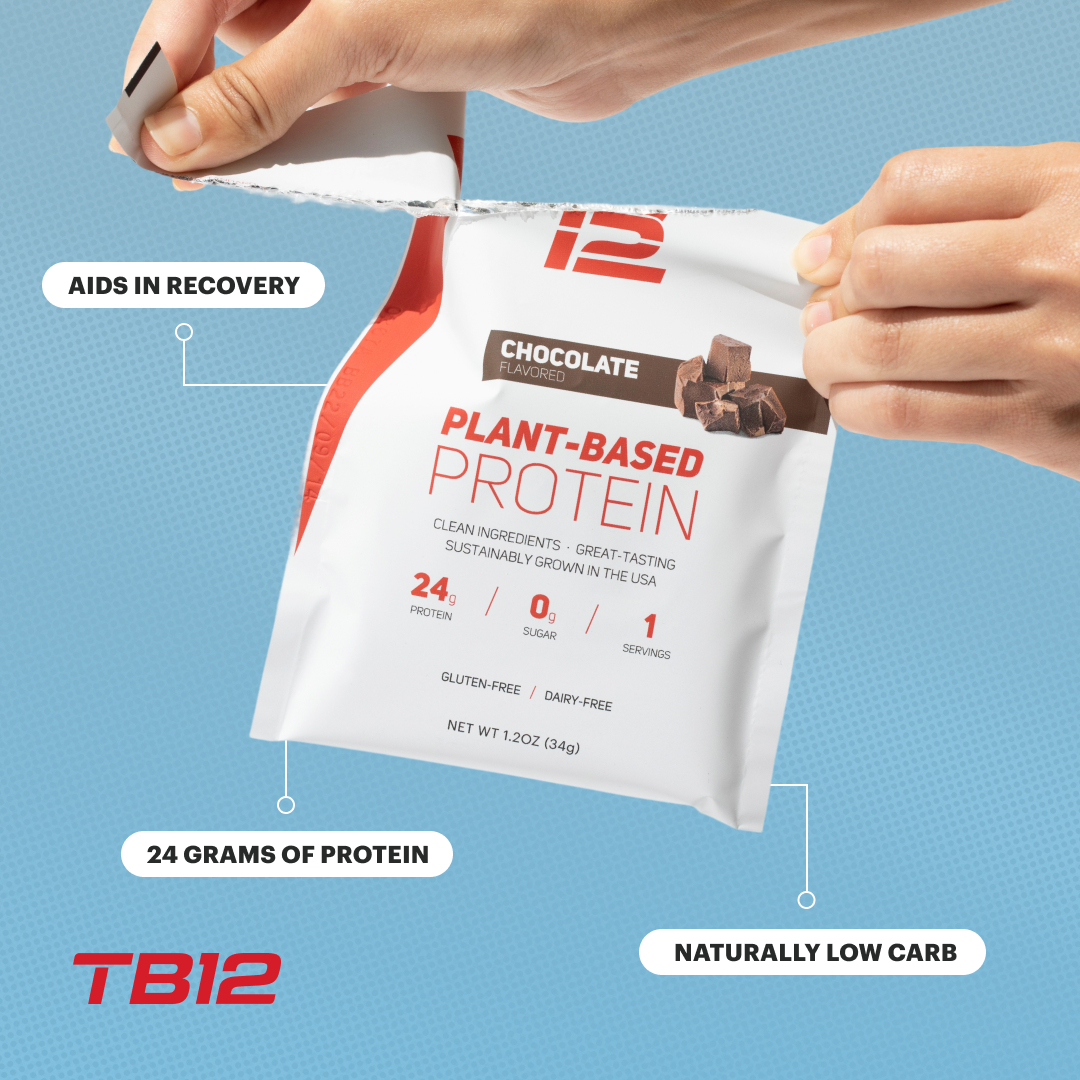 12
CHOCOLATE
FLAVORED
AIDS IN RECOVERY
PLANT-BASED
PROTEIN
CLEAN INGREDIENTS · GREAT-TASTING
SUSTAINABLY GROWN IN THE USA
24g / 0g / 1
PROTEIN SUGAR SERVINGS
GLUTEN-FREE / DAIRY-FREE
NET WT 1.2OZ (34g)
24 GRAMS OF PROTEIN
NATURALLY LOW CARB
TB12